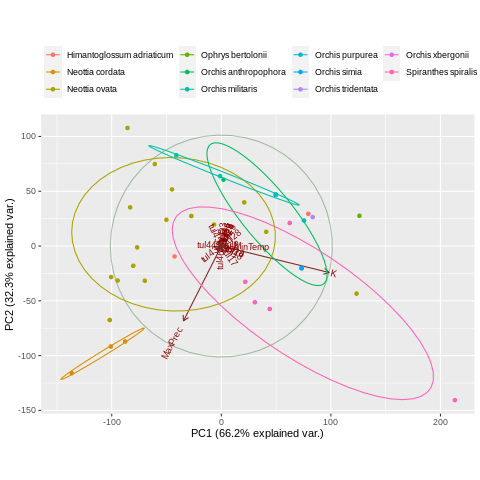 Himantoglossum adriaticum
Ophrys bertolonii
Orchis purpurea
Orchis xbergonii
Neottia cordata
Orchis anthropophora
Orchis simia
Spiranthes spiralis
Neottia ovata
Orchis militaris
Orchis tridentata
100
50
0
-50
-100
-150
K
MaxPrec
-100
0
100
200
PC1 (66.2% explained var.)
PC2 (32.3% explained var.)